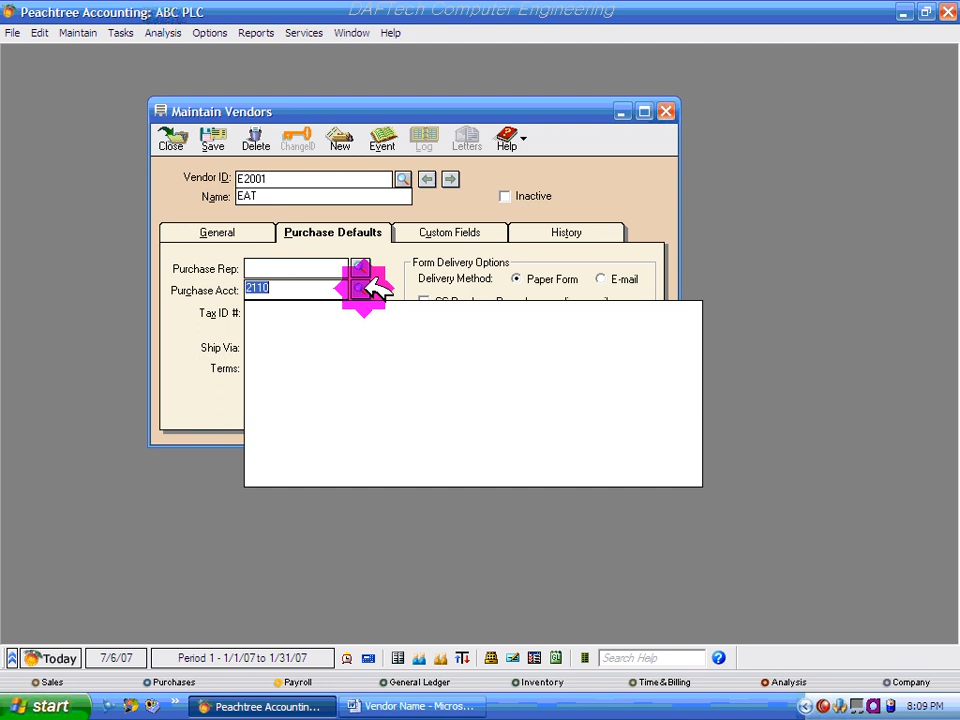 Peachtree Accounting: ABC PLC
DAFTech Computer Engineering
File Edit Maintain Tasks Analysis Options Reports Services Window Help
Maintain Vendors
Close Save Delete ChangeID New Event Log Letters Help
Vendor ID: E2001
Name: EAT
Inactive
General Purchase Defaults Custom Fields History
Purchase Rep:
Form Delivery Options
Delivery Method: Paper Form E-mail
Purchase Acct: 2110
Tax ID #:
Ship Via:
Terms:
Today 7/6/07 Period 1 - 1/1/07 to 1/31/07 Search Help
Sales Purchases Payroll General Ledger Inventory Time & Billing Analysis Company
start Peachtree Accountin... Vendor Name - Micros... 8:09 PM